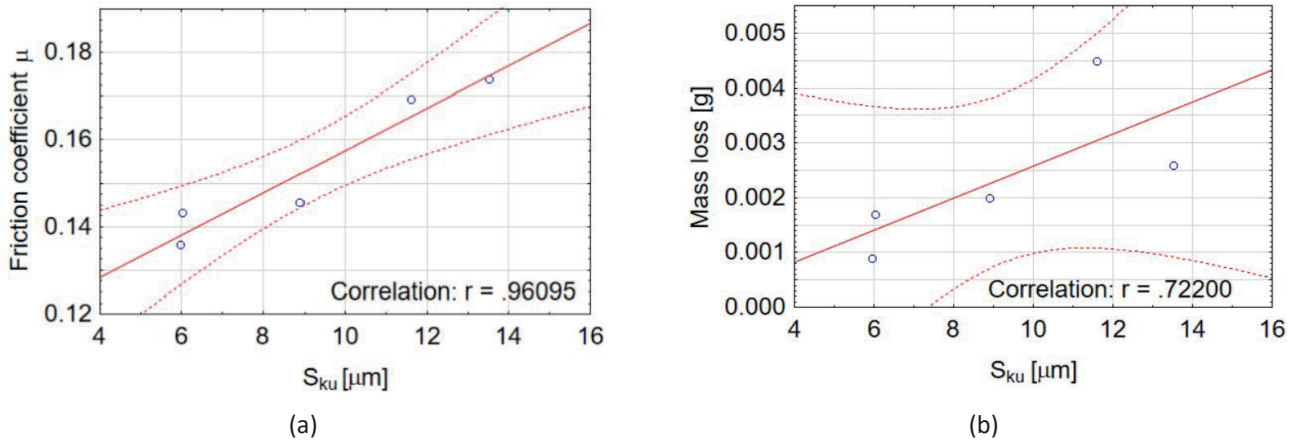 Friction coefficient μ
0.18
0.16
0.14
0.12
Correlation: r = .96095
4 6 8 10 12 14 16
Sku [μm]
(a)
Mass loss [g]
0.005
0.004
0.003
0.002
0.001
0.000
Correlation: r = .72200
4 6 8 10 12 14 16
Sku [μm]
(b)